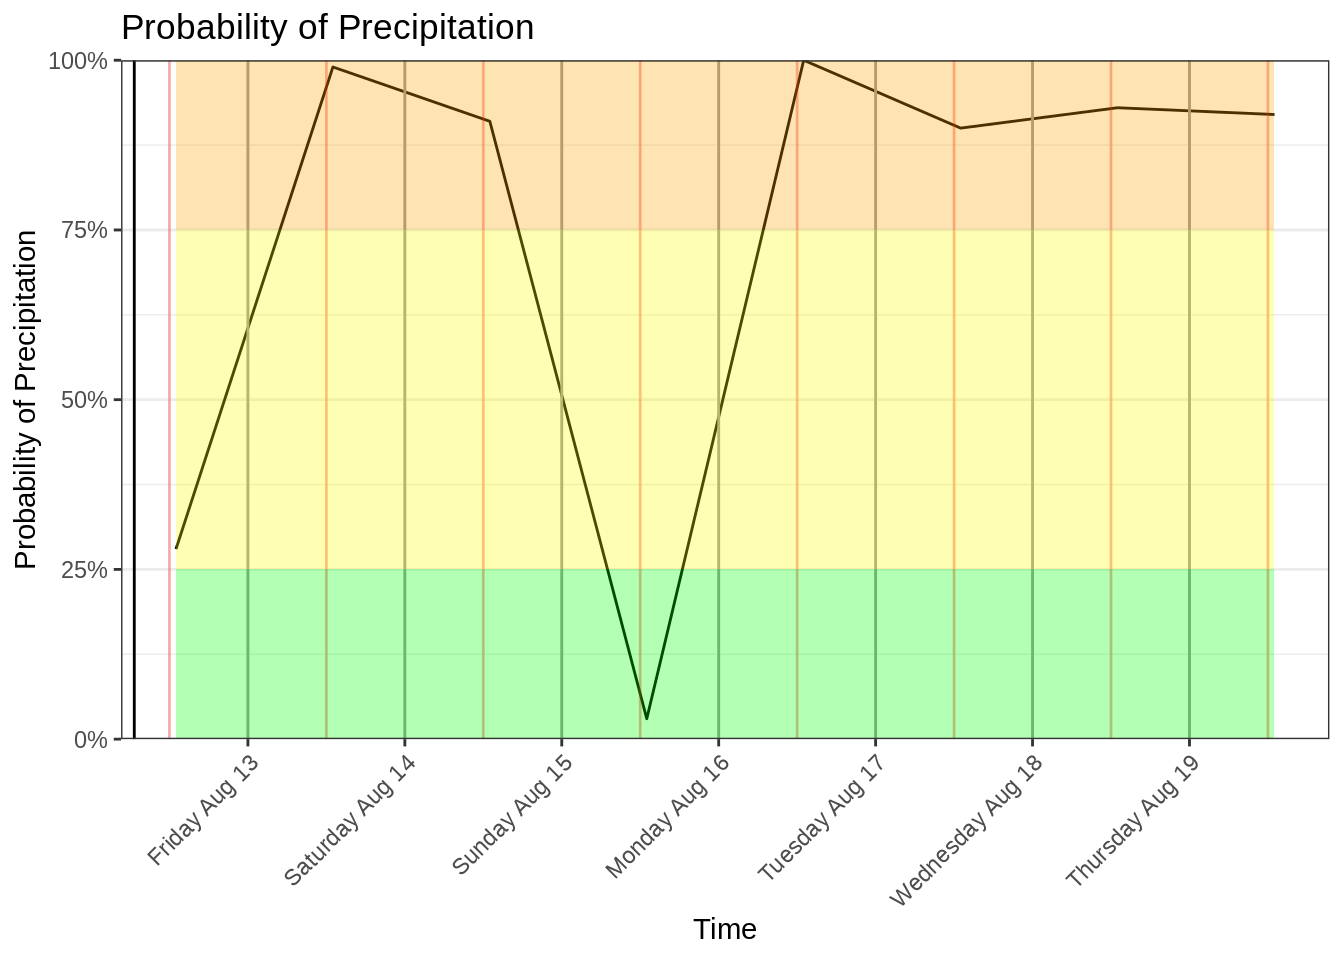 Probability of Precipitation
Probability of Precipitation
100%
75%
50%
25%
0%
Friday Aug 13
Saturday Aug 14
Sunday Aug 15
Monday Aug 16
Tuesday Aug 17
Wednesday Aug 18
Thursday Aug 19
Time